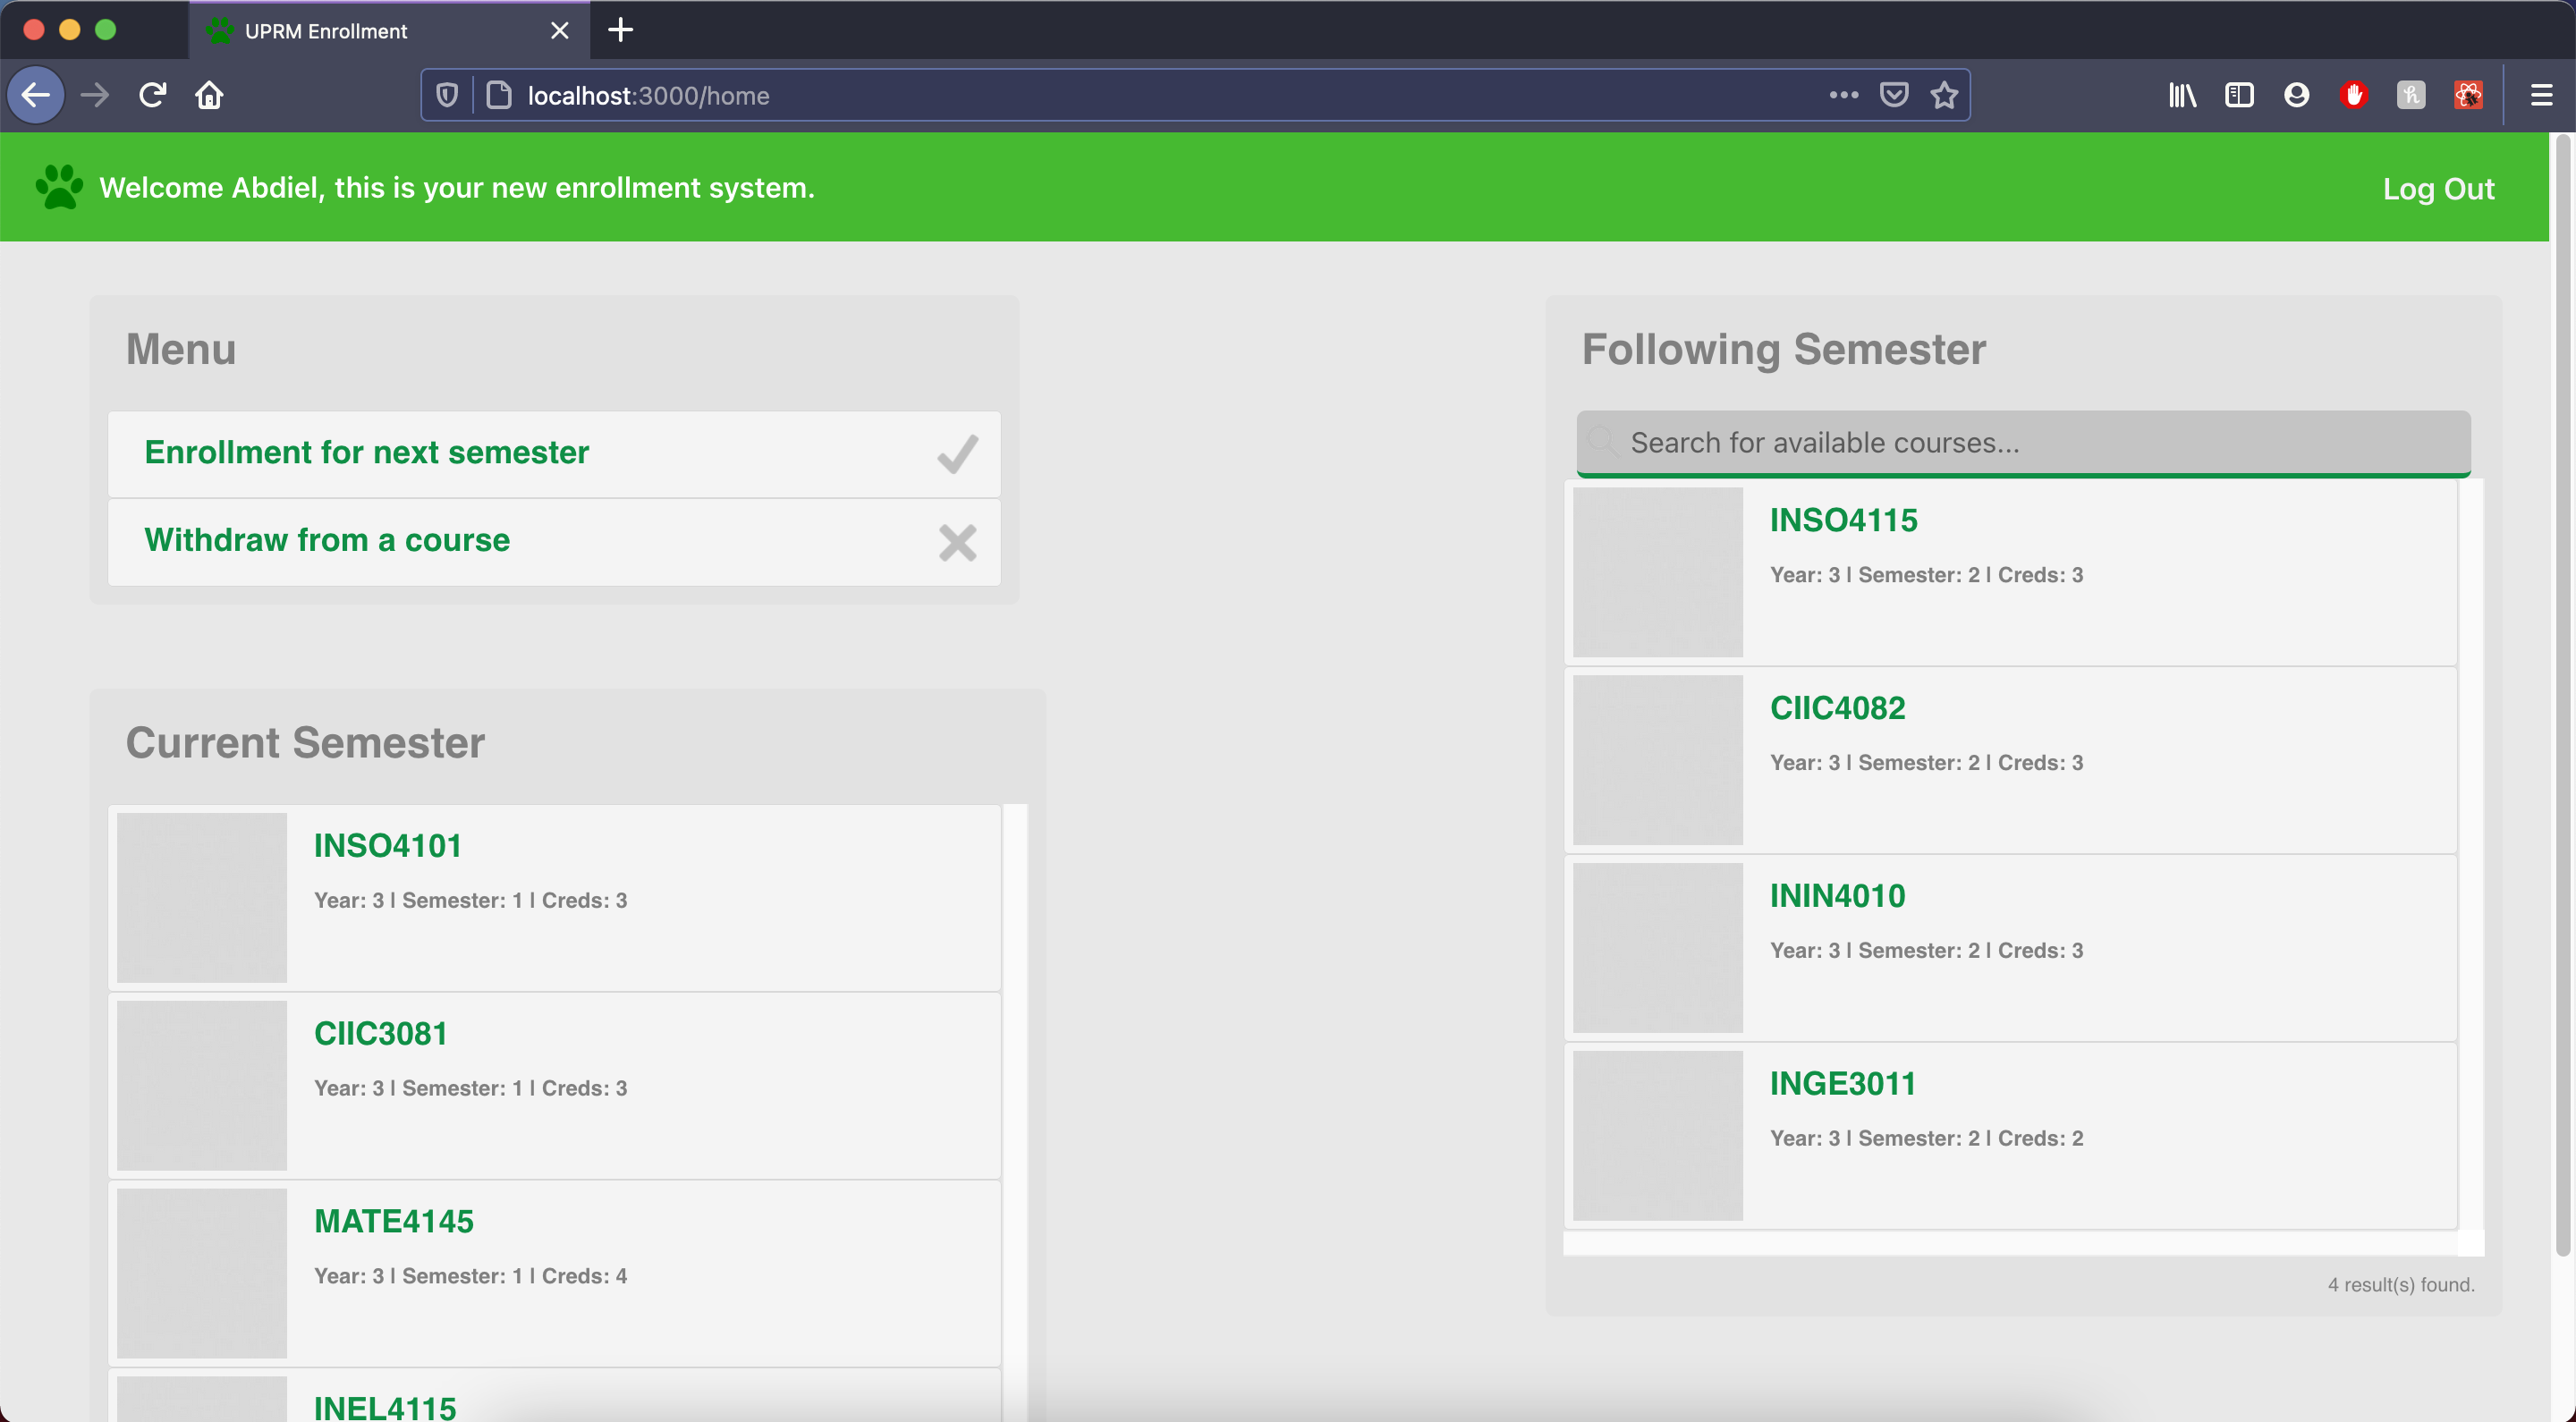 UPRM Enrollment
localhost:3000/home
Welcome Abdiel, this is your new enrollment system.
Log Out
Menu
Enrollment for next semester
Withdraw from a course
Current Semester
INSO4101
Year: 3 | Semester: 1 | Creds: 3
CIIC3081
Year: 3 | Semester: 1 | Creds: 3
MATE4145
Year: 3 | Semester: 1 | Creds: 4
INEL4115
Following Semester
Search for available courses...
INSO4115
Year: 3 | Semester: 2 | Creds: 3
CIIC4082
Year: 3 | Semester: 2 | Creds: 3
ININ4010
Year: 3 | Semester: 2 | Creds: 3
INGE3011
Year: 3 | Semester: 2 | Creds: 2
4 result(s) found.